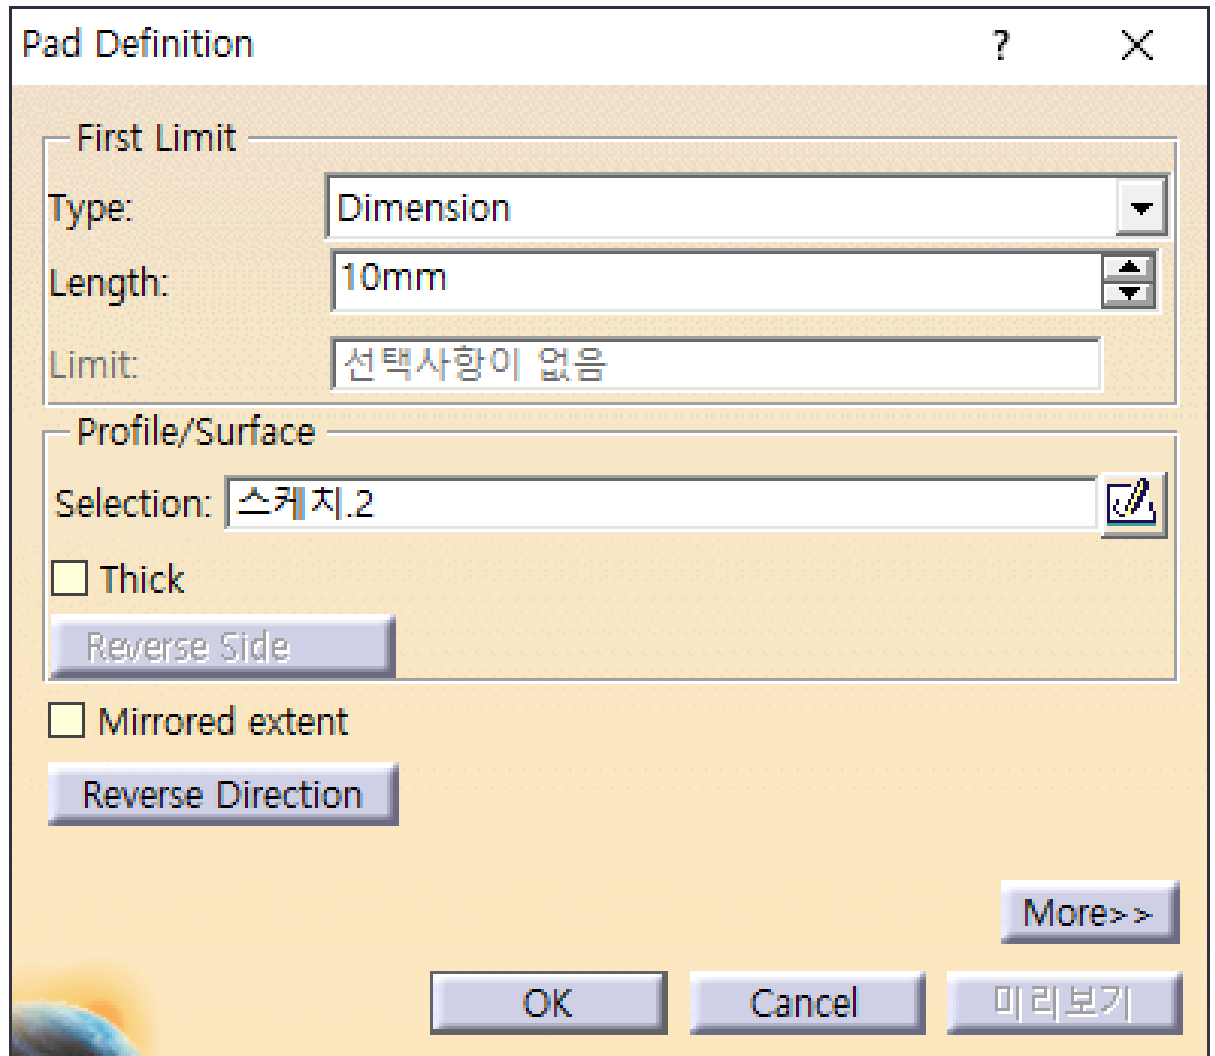 Pad Definition ? X
First Limit
Type: Dimension
Length: 10mm
Limit: 선택사항이 없음
Profile/Surface
Selection: 스케치.2
Thick
Reverse Side
Mirrored extent
Reverse Direction
More>>
OK Cancel 미리보기